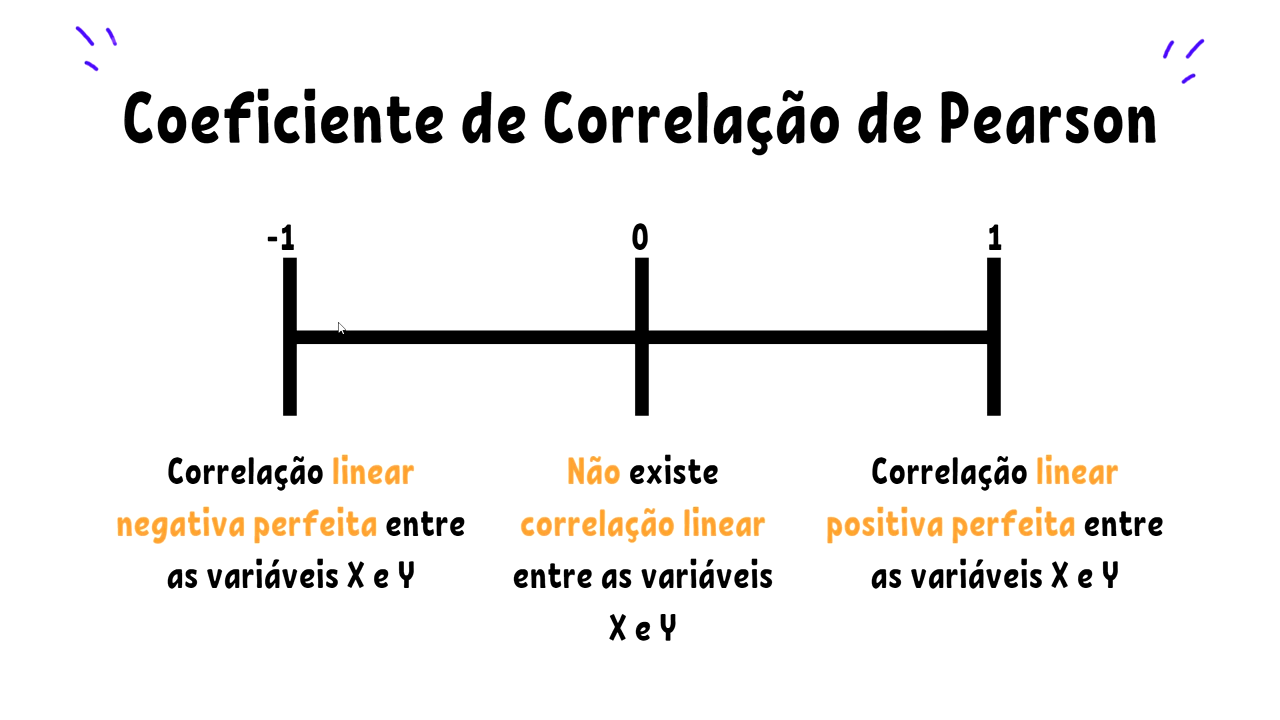 Coeficiente de Correlação de Pearson
-1
0
1
Correlação linear
negativa perfeita entre
as variáveis X e Y
Não existe
correlação linear
entre as variáveis
X e Y
Correlação linear
positiva perfeita entre
as variáveis X e Y